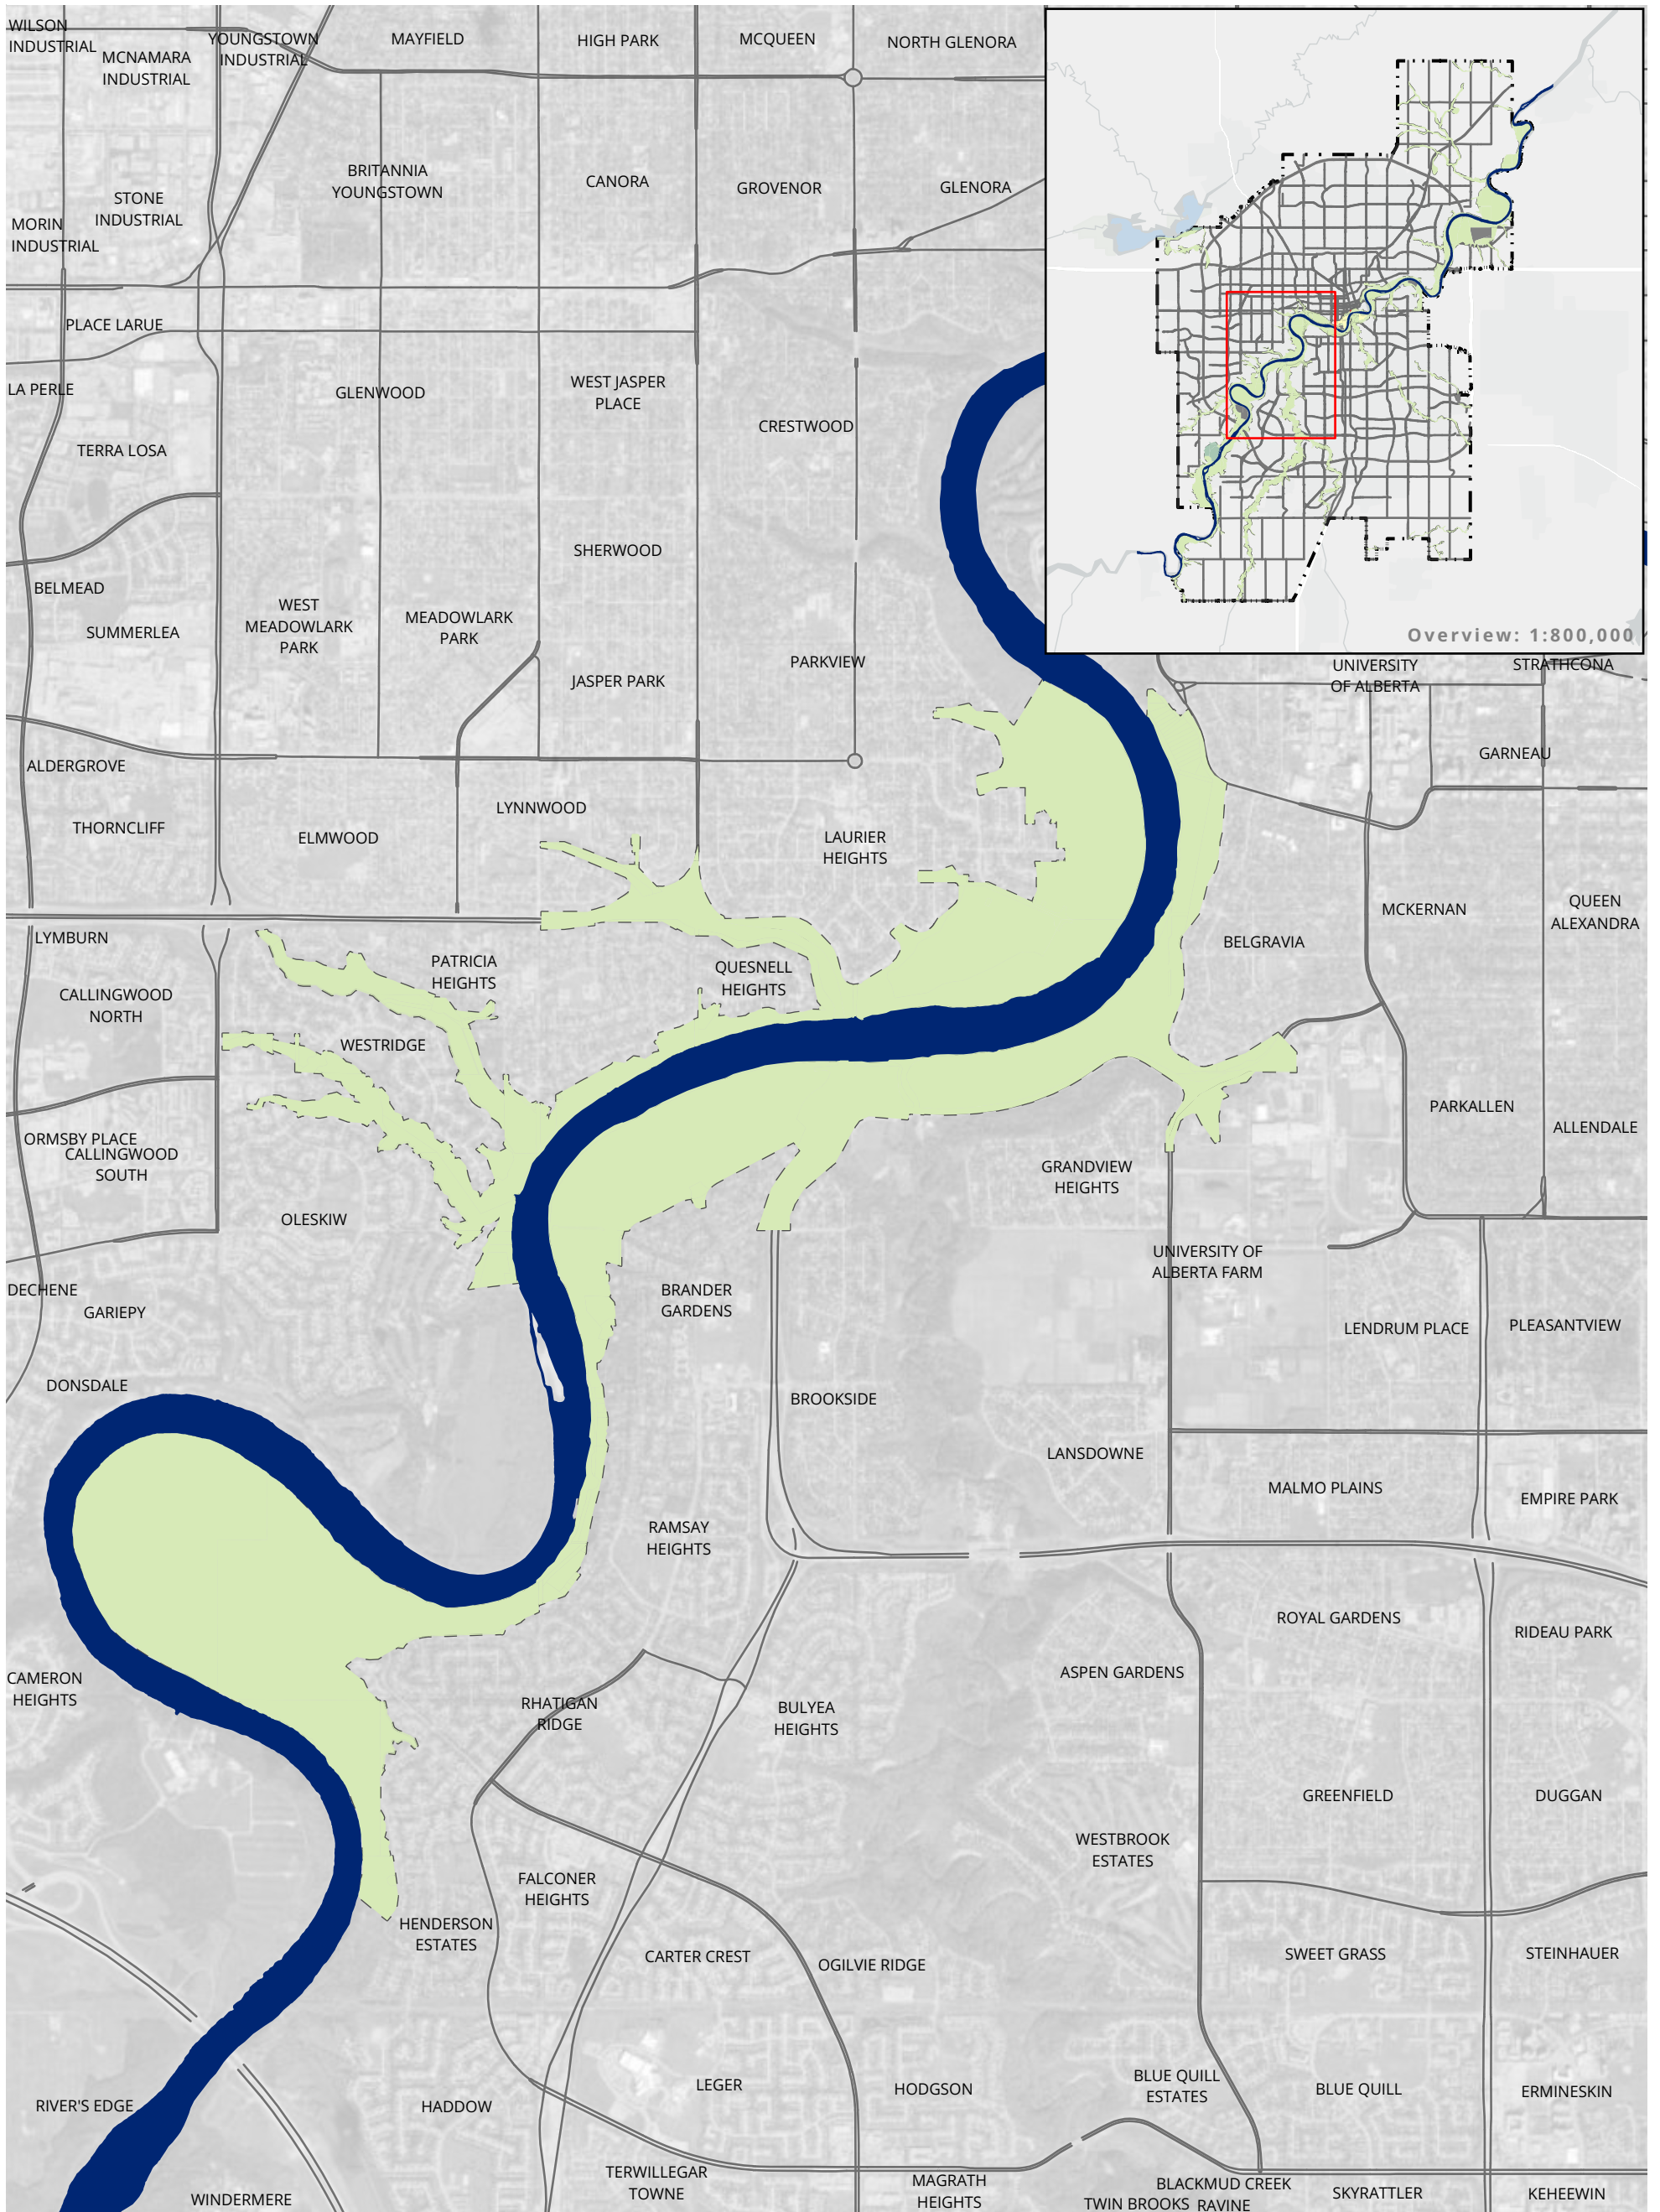 WILSON
INDUSTRIAL
MCNAMARA
INDUSTRIAL
YOUNGSTOWN
INDUSTRIAL
MAYFIELD
HIGH PARK
MCQUEEN
NORTH GLENORA
STONE
INDUSTRIAL
MORIN
INDUSTRIAL
BRITANNIA
YOUNGSTOWN
CANORA
GROVENOR
GLENORA
PLACE LARUE
LA PERLE
GLENWOOD
WEST JASPER
PLACE
CRESTWOOD
TERRA LOSA
SHERWOOD
BELMEAD
SUMMERLEA
WEST
MEADOWLARK
PARK
MEADOWLARK
PARK
JASPER PARK
PARKVIEW
Overview: 1:800,000
UNIVERSITY
OF ALBERTA
STRATHCONA
GARNEAU
ALDERGROVE
THORNCLIFF
ELMWOOD
LYNNWOOD
LAURIER
HEIGHTS
MCKERNAN
QUEEN
ALEXANDRA
BELGRAVIA
LYMBURN
PATRICIA
HEIGHTS
QUESNELL
HEIGHTS
CALLINGWOOD
NORTH
WESTRIDGE
PARKALLEN
ALLENDALE
ORMSBY PLACE
CALLINGWOOD
SOUTH
GRANDVIEW
HEIGHTS
OLESKIW
UNIVERSITY OF
ALBERTA FARM
DECHENE
GARIEPY
BRANDER
GARDENS
LENDRUM PLACE
PLEASANTVIEW
DONSDALE
BROOKSIDE
LANSDOWNE
MALMO PLAINS
EMPIRE PARK
RAMSAY
HEIGHTS
ROYAL GARDENS
RIDEAU PARK
CAMERON
HEIGHTS
ASPEN GARDENS
RHATIGAN
RIDGE
BULYEA
HEIGHTS
GREENFIELD
DUGGAN
WESTBROOK
ESTATES
FALCONER
HEIGHTS
HENDERSON
ESTATES
CARTER CREST
OGILVIE RIDGE
SWEET GRASS
STEINHAUER
RIVER'S EDGE
HADDOW
LEGER
HODGSON
BLUE QUILL
ESTATES
BLUE QUILL
ERMINESKIN
WINDERMERE
TERWILLEGAR
TOWNE
MAGRATH
HEIGHTS
BLACKMUD CREEK
RAVINE
TWIN BROOKS
SKYRATTLER
KEHEEWIN